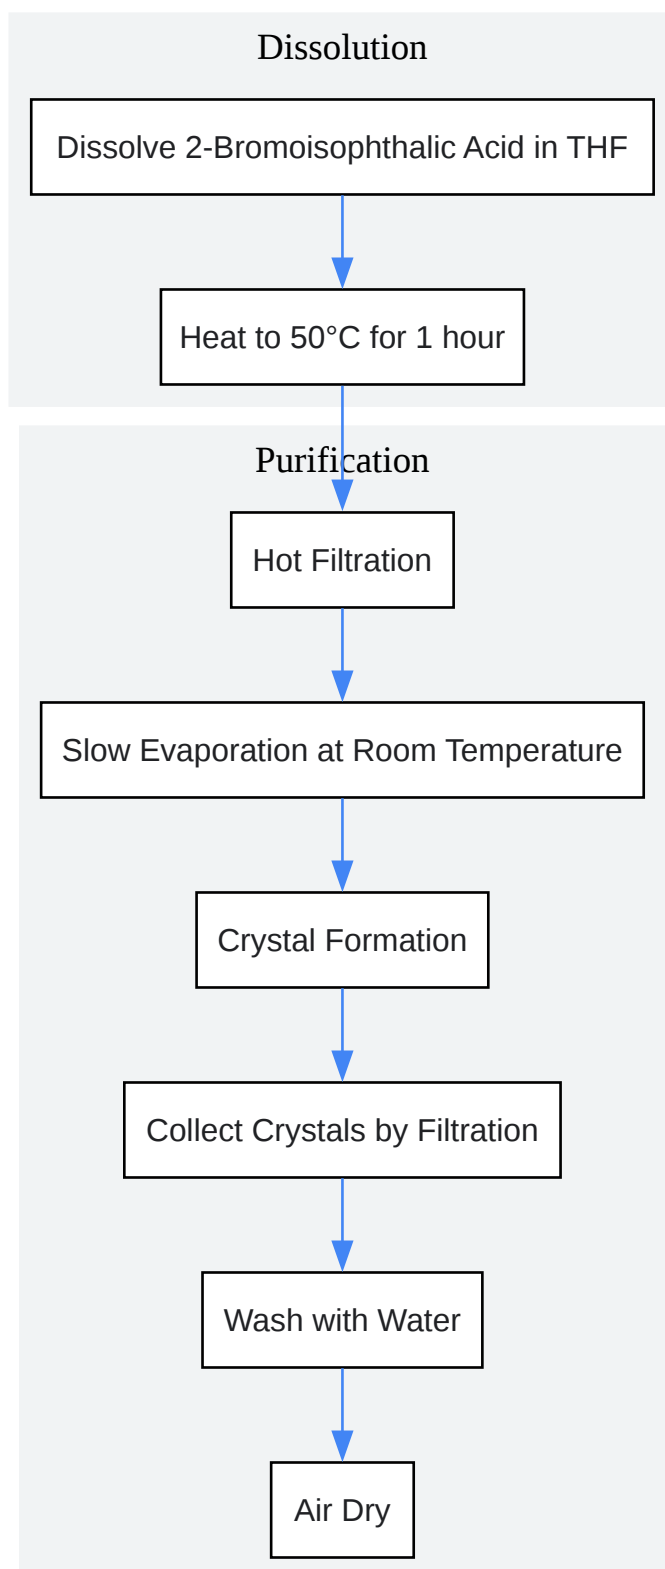 Dissolution
Dissolve 2-Bromoisophthalic Acid in THF
Heat to 50°C for 1 hour
Purification
Hot Filtration
Slow Evaporation at Room Temperature
Crystal Formation
Collect Crystals by Filtration
Wash with Water
Air Dry